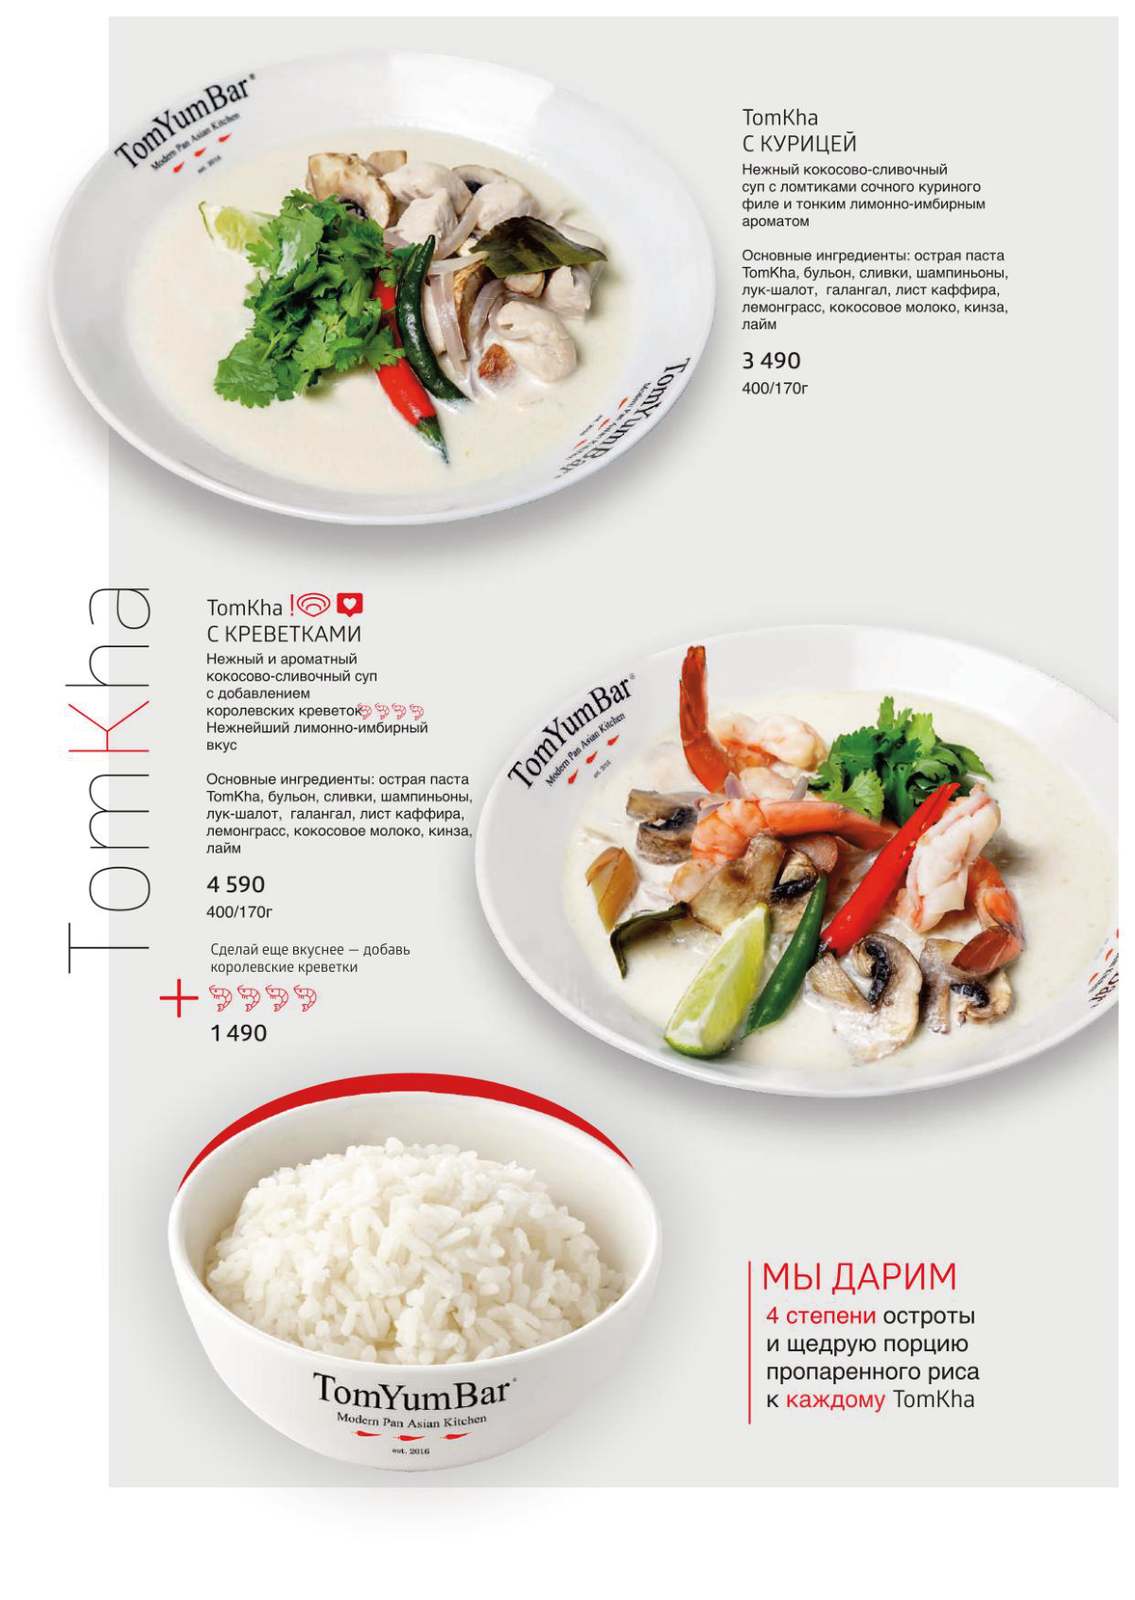 TomYumBar
Modern Pan Asian Kitchen
est. 2016
TomYumBar
Modern Pan Asian Kitchen
TomKha
С КУРИЦЕЙ
Нежный кокосово-сливочный
суп с ломтиками сочного куриного
филе и тонким лимонно-имбирным
ароматом
Основные ингредиенты: острая паста
TomKha, бульон, сливки, шампиньоны,
лук-шалот, галангал, лист каффира,
лемонграсс, кокосовое молоко, кинза,
лайм
3 490
400/170г
TomKha
TomKha !
С КРЕВЕТКАМИ
Нежный и ароматный
кокосово-сливочный суп
с добавлением
королевских креветок
Нежнейший лимонно-имбирный
вкус
Основные ингредиенты: острая паста
TomKha, бульон, сливки, шампиньоны,
лук-шалот, галангал, лист каффира,
лемонграсс, кокосовое молоко, кинза,
лайм
4 590
400/170г
Сделай еще вкуснее — добавь
королевские креветки
+
1 490
TomYumBar
Modern Pan Asian Kitchen
est. 2016
TomYumBar
Modern Pan Asian Kitchen
est. 2016
МЫ ДАРИМ
4 степени остроты
и щедрую порцию
пропаренного риса
к каждому TomKha